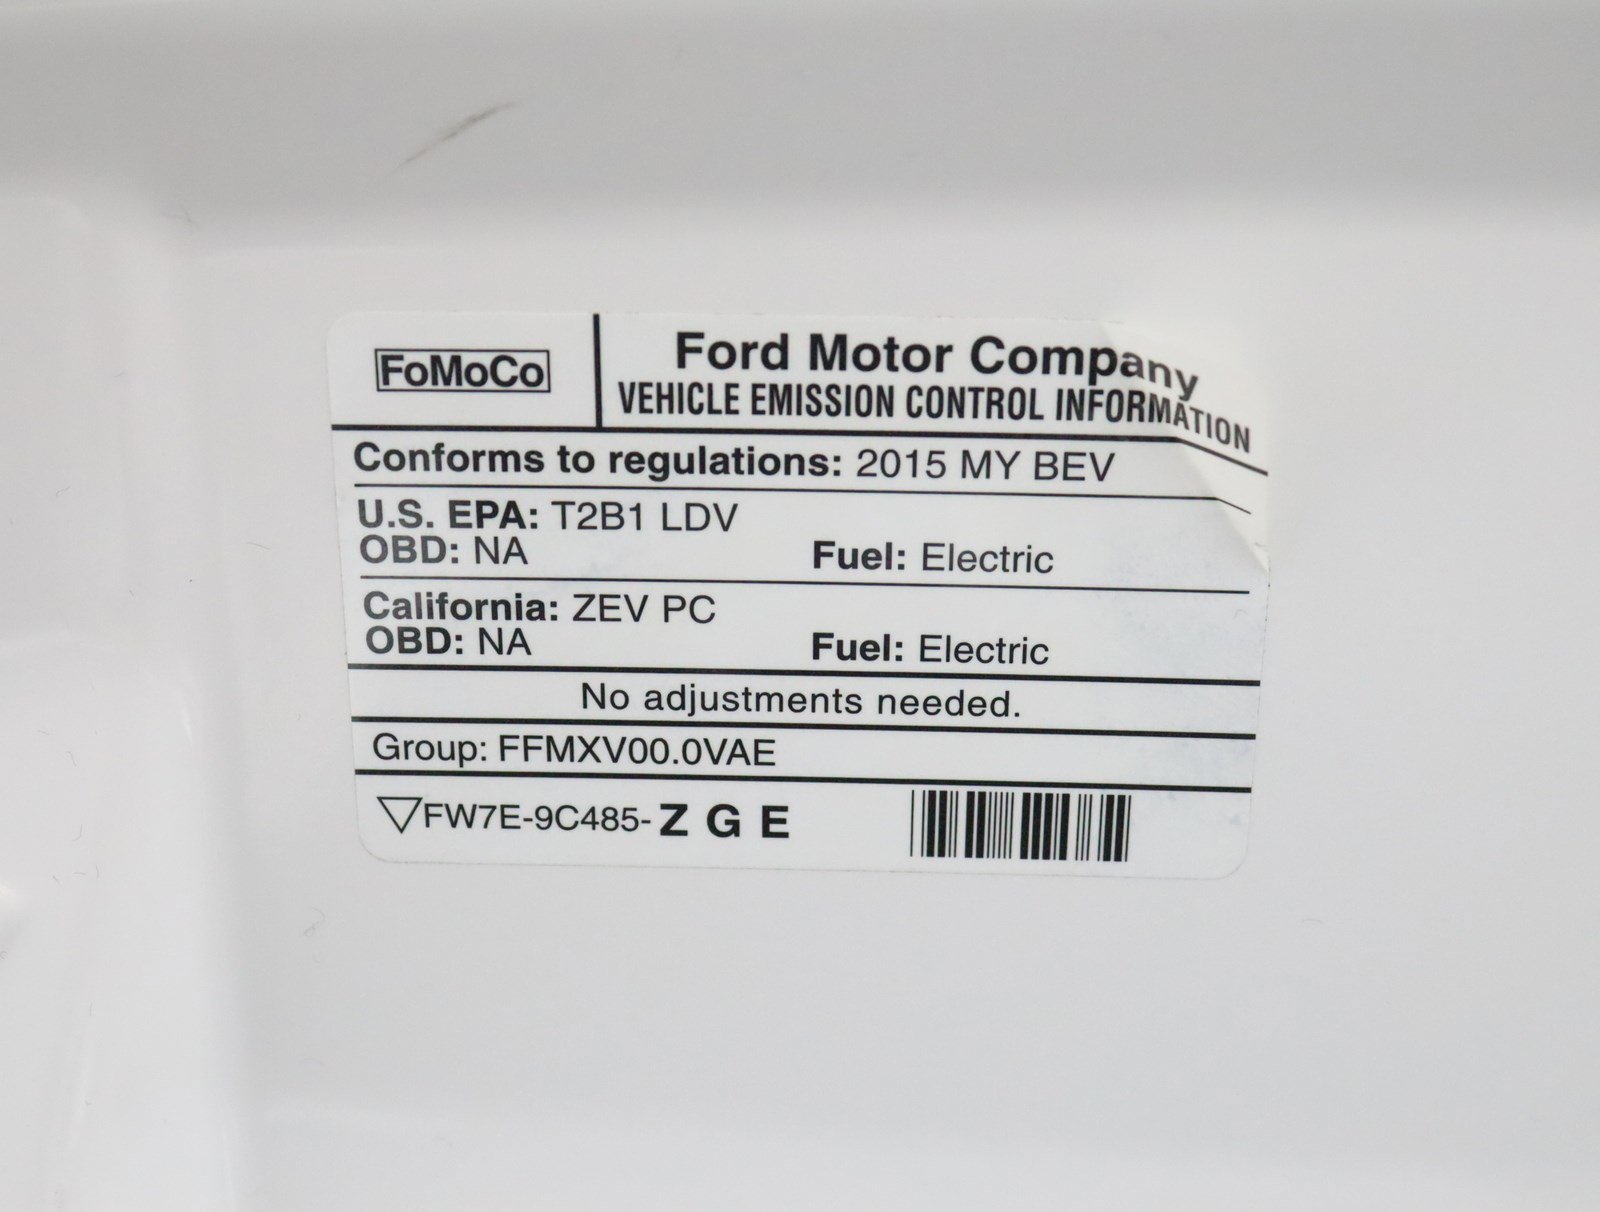 FoMoCo
Ford Motor Company
VEHICLE EMISSION CONTROL INFORMATION
Conforms to regulations: 2015 MY BEV
U.S. EPA: T2B1 LDV
OBD: NA Fuel: Electric
California: ZEV PC
OBD: NA Fuel: Electric
No adjustments needed.
Group: FFMXV00.0VAE
▽FW7E-9C485-Z G E